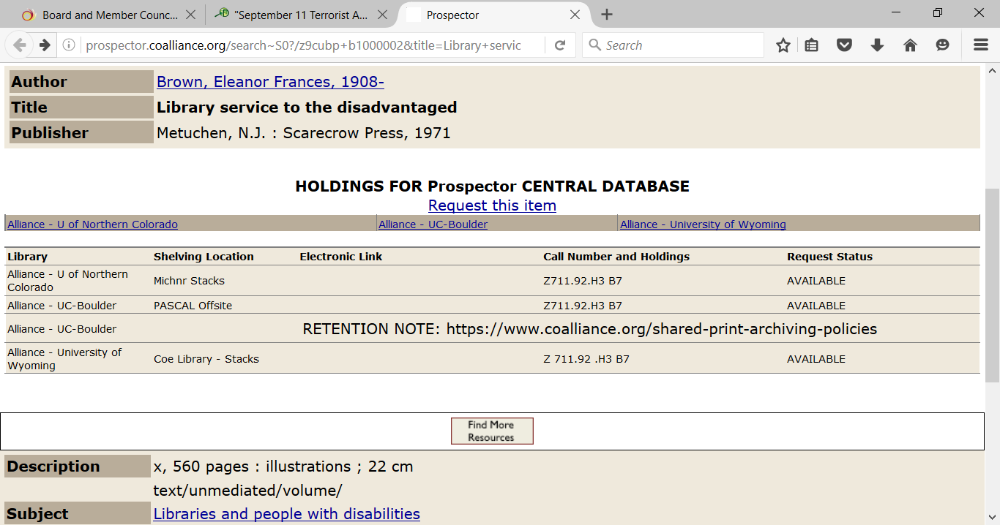 Board and Member Counc...
"September 11 Terrorist A...
Prospector
prospector.coalliance.org/search~S0?/z9cubp+b1000002&title=Library+servic
Search
Author Brown, Eleanor Frances, 1908-
Title Library service to the disadvantaged
Publisher Metuchen, N.J. : Scarecrow Press, 1971
HOLDINGS FOR Prospector CENTRAL DATABASE
Request this item
Alliance - U of Northern Colorado Alliance - UC-Boulder Alliance - University of Wyoming
Library Shelving Location Electronic Link Call Number and Holdings Request Status
Alliance - U of Northern
Colorado Michnr Stacks Z711.92.H3 B7 AVAILABLE
Alliance - UC-Boulder PASCAL Offsite Z711.92.H3 B7 AVAILABLE
Alliance - UC-Boulder RETENTION NOTE: https://www.coalliance.org/shared-print-archiving-policies
Alliance - University of
Wyoming Coe Library - Stacks Z 711.92 .H3 B7 AVAILABLE
Find More
Resources
Description x, 560 pages : illustrations ; 22 cm
text/unmediated/volume/
Subject Libraries and people with disabilities